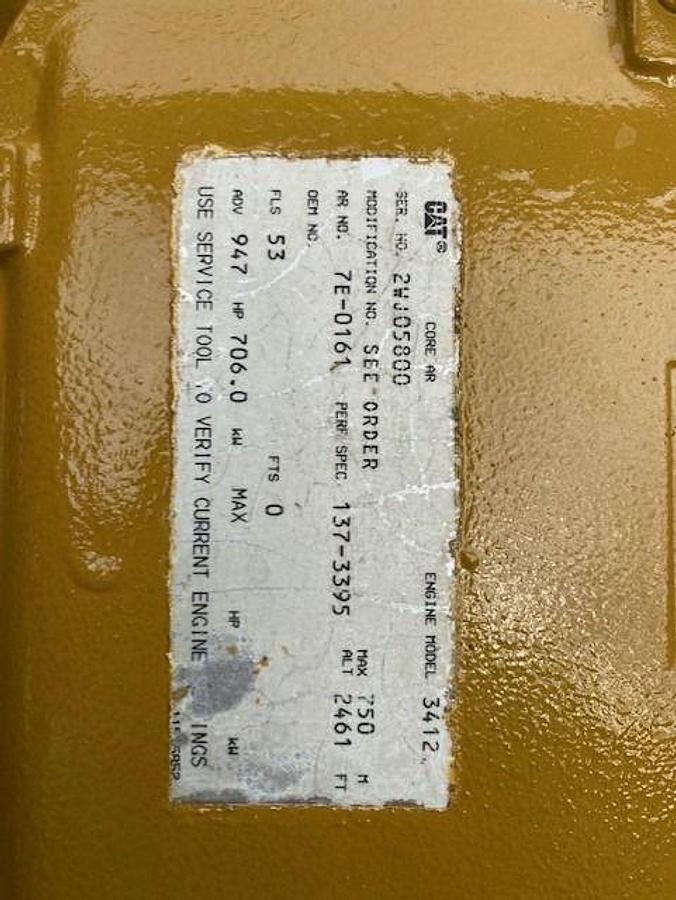 CAT® CORE AR ENGINE MODEL 3412
SER. NO. 2WJ05800
MODIFICATION NO. SEE ORDER MAX 750 M
AR NO. 7E-0161 PERF SPEC 137-3395 ALT 2461 FT
OEM NO.
FLS 53 FTS 0
ADV 947 HP 706.0 kW MAX HP kW
USE SERVICE TOOL TO VERIFY CURRENT ENGINE INGS